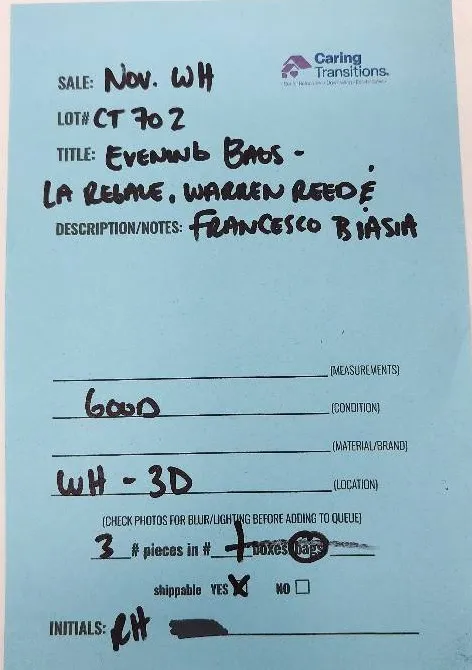 Caring
Transitions.
SALE: Nov. WH
LOT# CT 702
TITLE: EVENING BAGS -
LA REGALE, WARREN REED &
DESCRIPTION/NOTES: FRANCESCO BIASIA
(MEASUREMENTS)
GOOD (CONDITION)
(MATERIAL/BRAND)
WH - 3D (LOCATION)
(CHECK PHOTOS FOR BLUR/LIGHTING BEFORE ADDING TO QUEUE)
3 # pieces in # 1 boxes bags
shippable YES X NO
INITIALS: RH